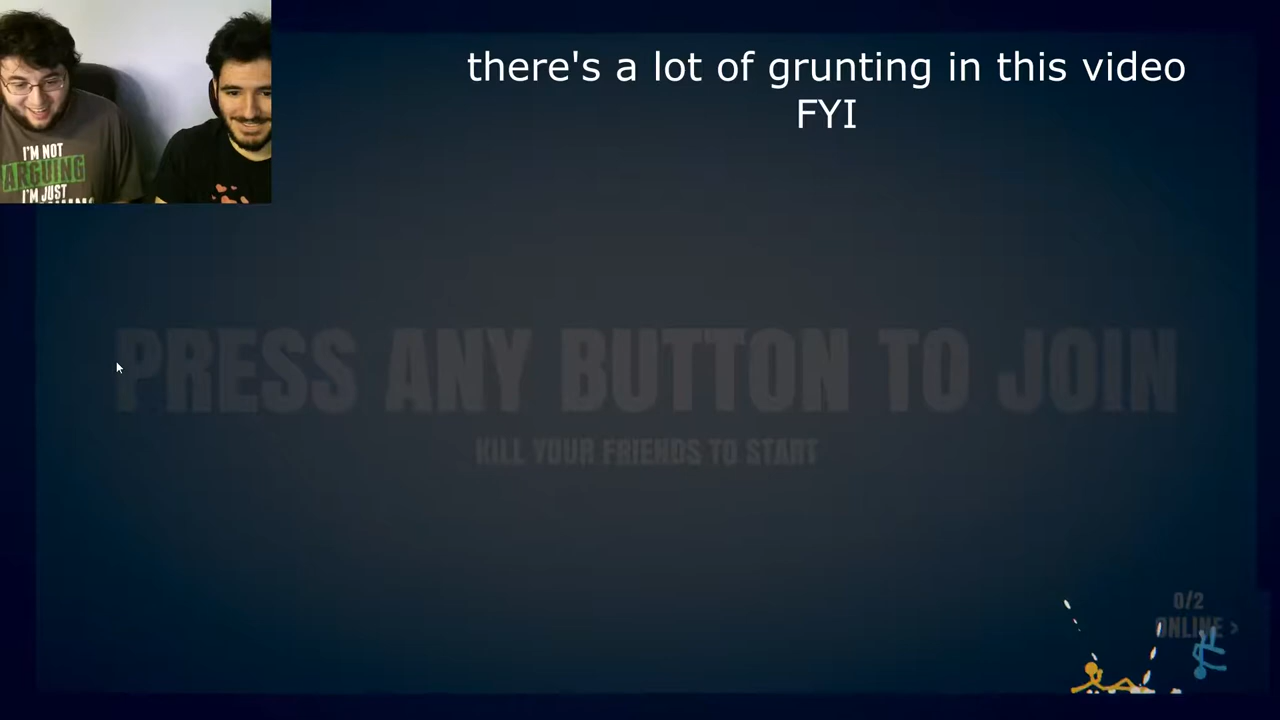 there's a lot of grunting in this video
FYI
I'M NOT
ARGUING
I'M JUST
PRESS ANY BUTTON TO JOIN
KILL YOUR FRIENDS TO START
0/2
ONLINE >